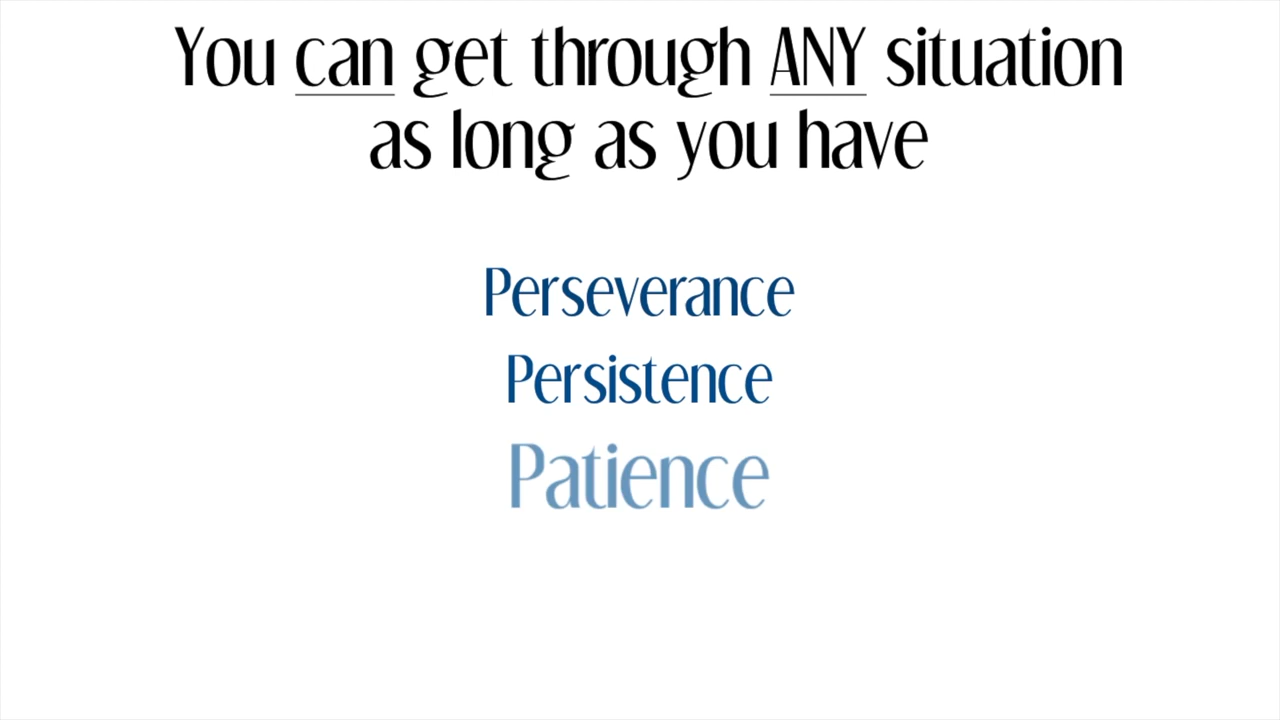 You can get through ANY situation
as long as you have
Perseverance
Persistence
Patience